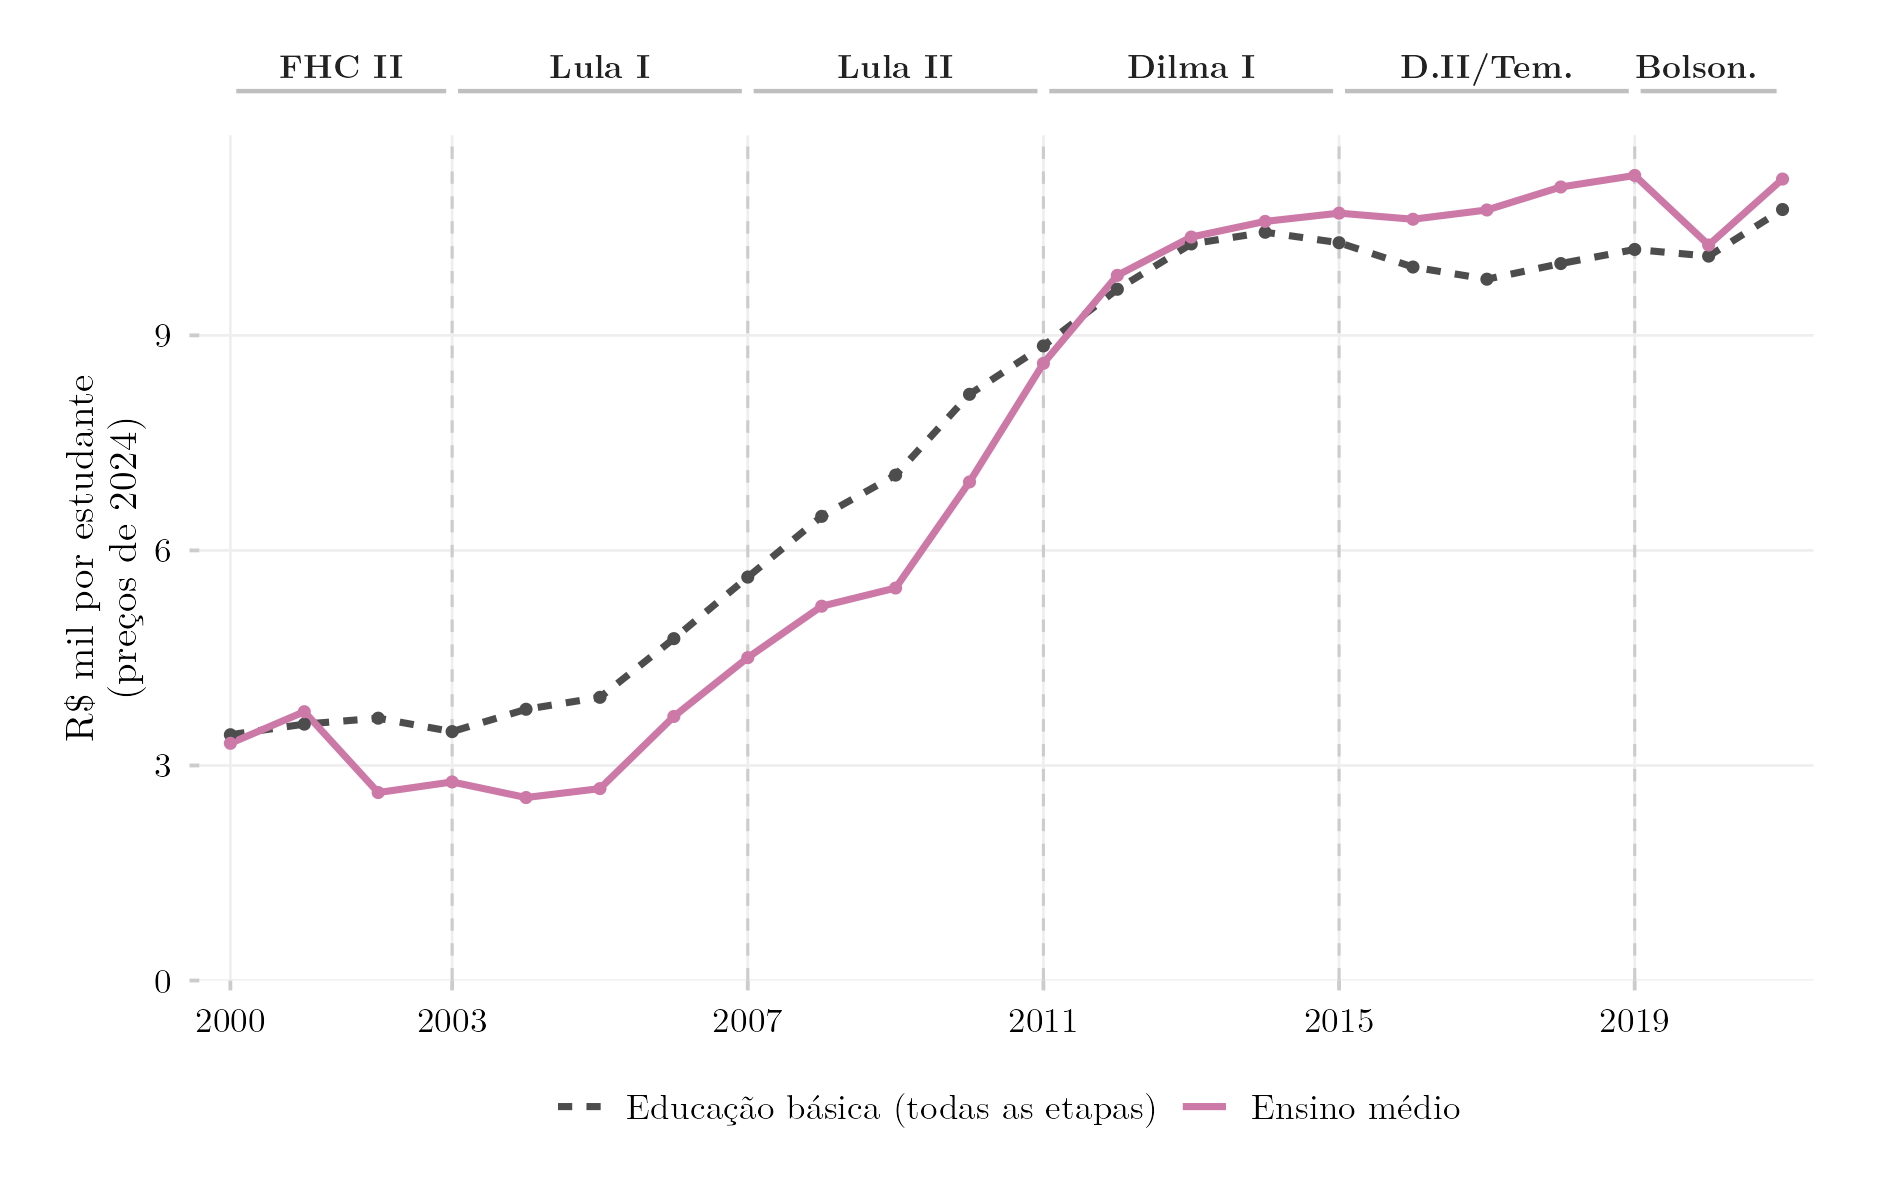 FHC II
Lula I
Lula II
Dilma I
D.II/Tem.
Bolson.
R$ mil por estudante
(preços de 2024)
9
6
3
0
2000
2003
2007
2011
2015
2019
Educação básica (todas as etapas)
Ensino médio